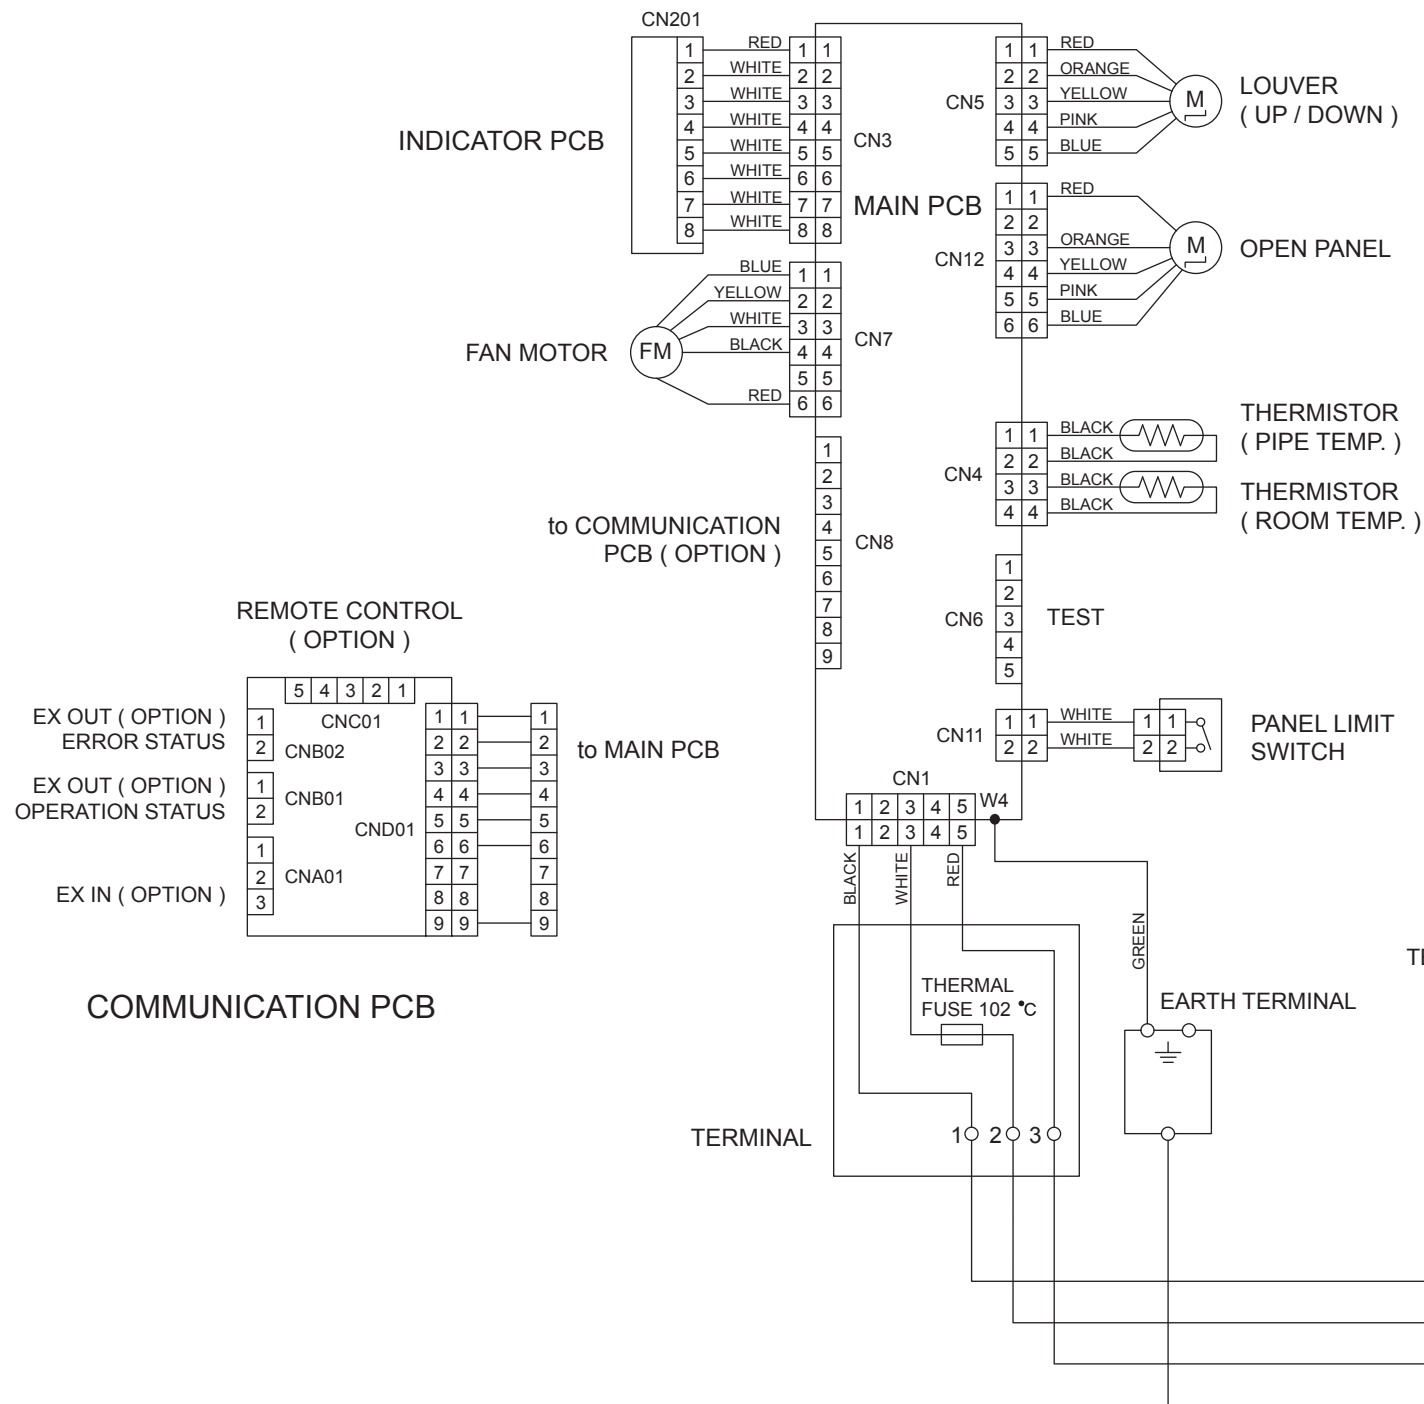 CN201
INDICATOR PCB
1 RED 1 1
2 WHITE 2 2
3 WHITE 3 3
4 WHITE 4 4
5 WHITE 5 5
6 WHITE 6 6
7 WHITE 7 7
8 WHITE 8 8
CN3
MAIN PCB
1 1 RED
2 2 ORANGE
3 3 YELLOW
4 4 PINK
5 5 BLUE
CN5
M
LOUVER
( UP / DOWN )
1 1 RED
2 2
3 3 ORANGE
4 4 YELLOW
5 5 PINK
6 6 BLUE
CN12
M
OPEN PANEL
FAN MOTOR
FM
BLUE 1 1
YELLOW 2 2
WHITE 3 3
BLACK 4 4
5 5
RED 6 6
CN7
CN4
1 1 BLACK
2 2 BLACK
3 3 BLACK
4 4 BLACK
THERMISTOR
( PIPE TEMP. )
THERMISTOR
( ROOM TEMP. )
to COMMUNICATION
PCB ( OPTION )
1
2
3
4
5
6
7
8
9
CN8
CN6
1
2
3
4
5
TEST
CN11
1 1 WHITE 1 1
2 2 WHITE 2 2
PANEL LIMIT
SWITCH
REMOTE CONTROL
( OPTION )
5 4 3 2 1
CNC01
EX OUT ( OPTION )
ERROR STATUS
1
2
CNB02
EX OUT ( OPTION )
OPERATION STATUS
1
2
CNB01
EX IN ( OPTION )
1
2
3
CNA01
CND01
1 1 1
2 2 2
3 3 3
4 4 4
5 5 5
6 6 6
7 7 7
8 8 8
9 9 9
to MAIN PCB
COMMUNICATION PCB
CN1
1 2 3 4 5
1 2 3 4 5
W4
BLACK
WHITE
RED
GREEN
THERMAL
FUSE 102 °C
EARTH TERMINAL
TERMINAL
1 2 3